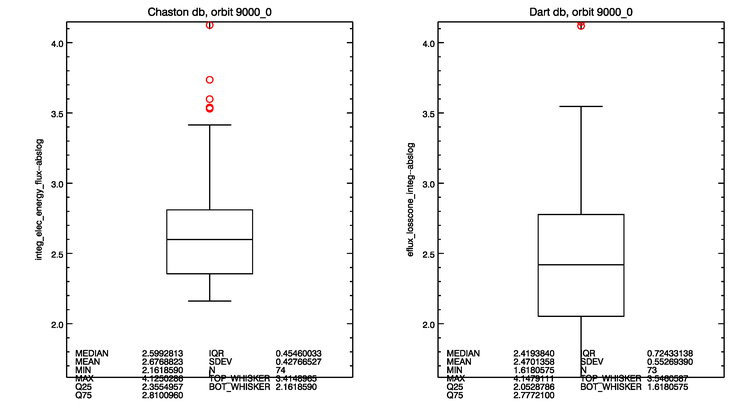 Chaston db, orbit 9000_0
4.0
3.5
3.0
2.5
2.0
integ_elec_energy_flux-abslog
MEDIAN 2.5992813 IQR 0.45460033
MEAN 2.6768823 SDEV 0.42766527
MIN 2.1618590 N 74
MAX 4.1250286 TOP_WHISKER 3.4148965
Q25 2.3554957 BOT_WHISKER 2.1618590
Q75 2.8100960
Dart db, orbit 9000_0
4.0
3.5
3.0
2.5
2.0
eflux_losscone_integ-abslog
MEDIAN 2.4193840 IQR 0.72433138
MEAN 2.4701358 SDEV 0.55269390
MIN 1.6180575 N 73
MAX 4.1479111 TOP_WHISKER 3.5460587
Q25 2.0528786 BOT_WHISKER 1.6180575
Q75 2.7772100